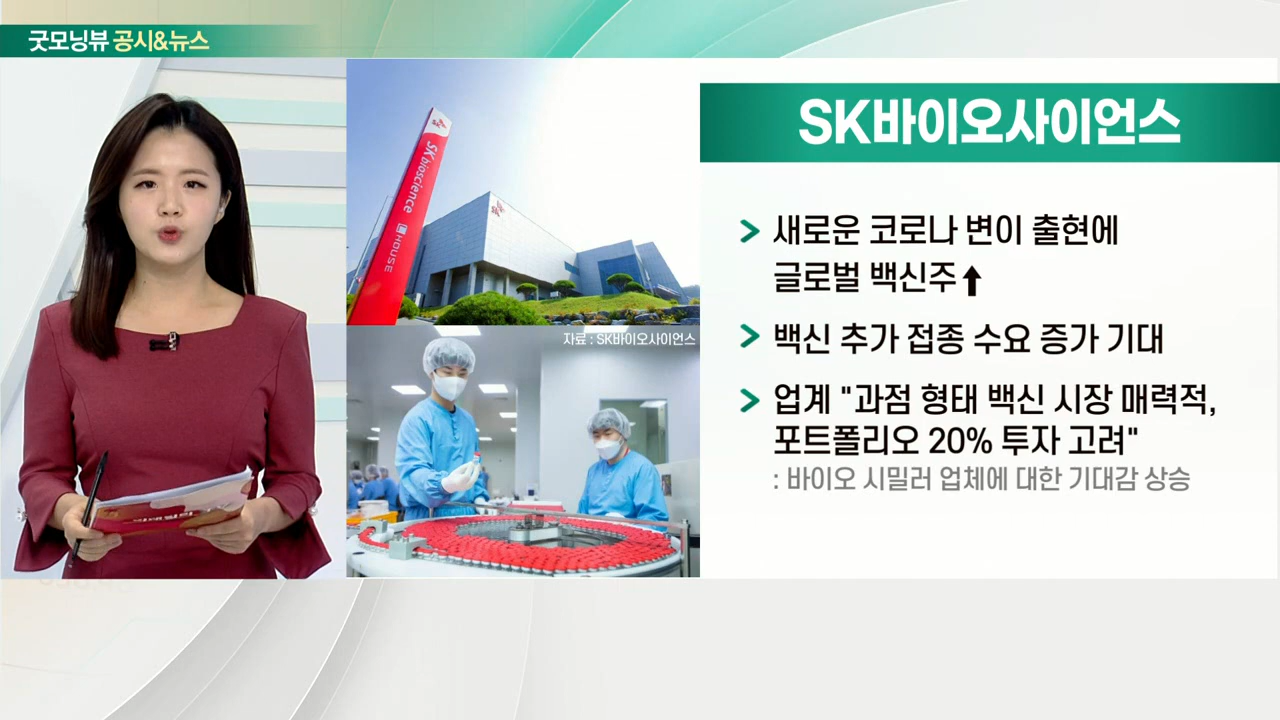 굿모닝뷰 공시&뉴스
SK바이오사이언스
SK bioscience
L HOUSE
자료 : SK바이오사이언스
새로운 코로나 변이 출현에
글로벌 백신주⬆
백신 추가 접종 수요 증가 기대
업계 "과점 형태 백신 시장 매력적,
포트폴리오 20% 투자 고려"
: 바이오 시밀러 업체에 대한 기대감 상승